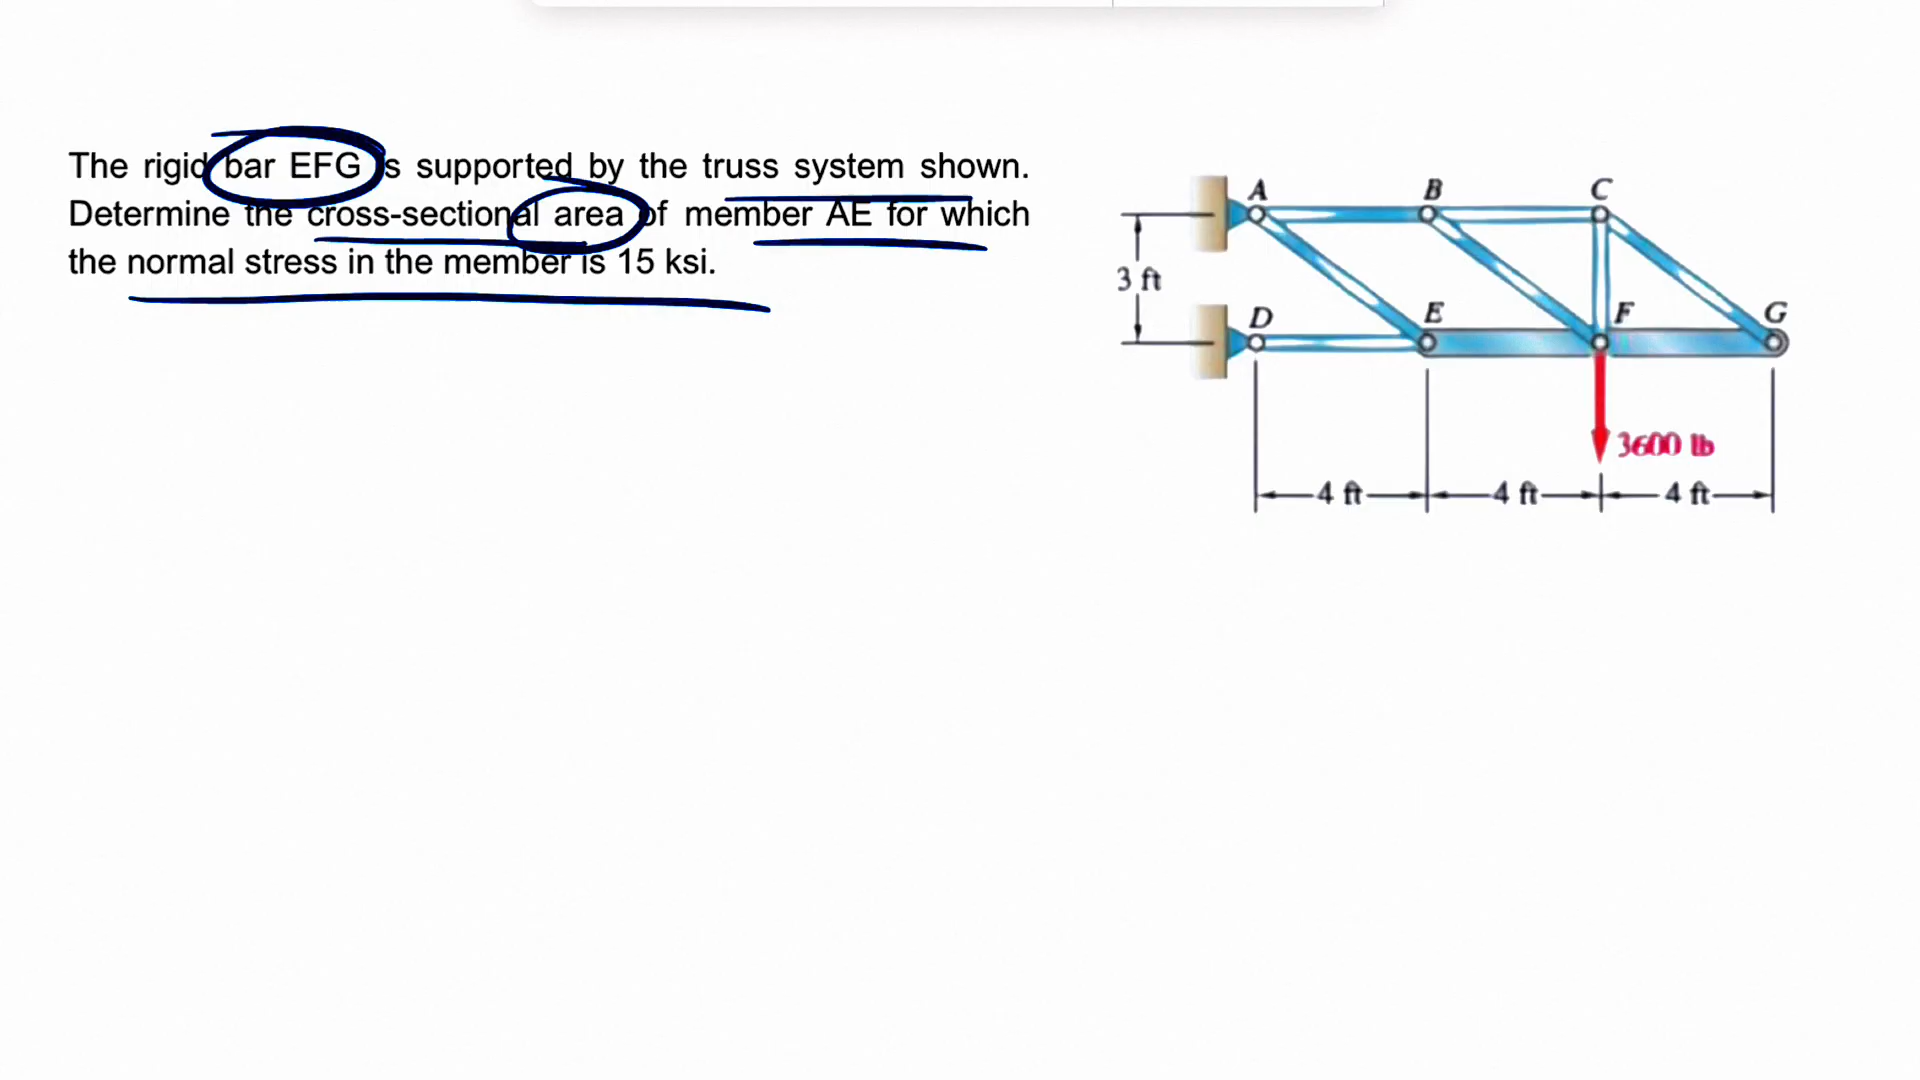 The rigid bar EFG is supported by the truss system shown.
Determine the cross-sectional area of member AE for which
the normal stress in the member is 15 ksi.
A B C
3 ft
D E F G
3600 lb
4 ft 4 ft 4 ft